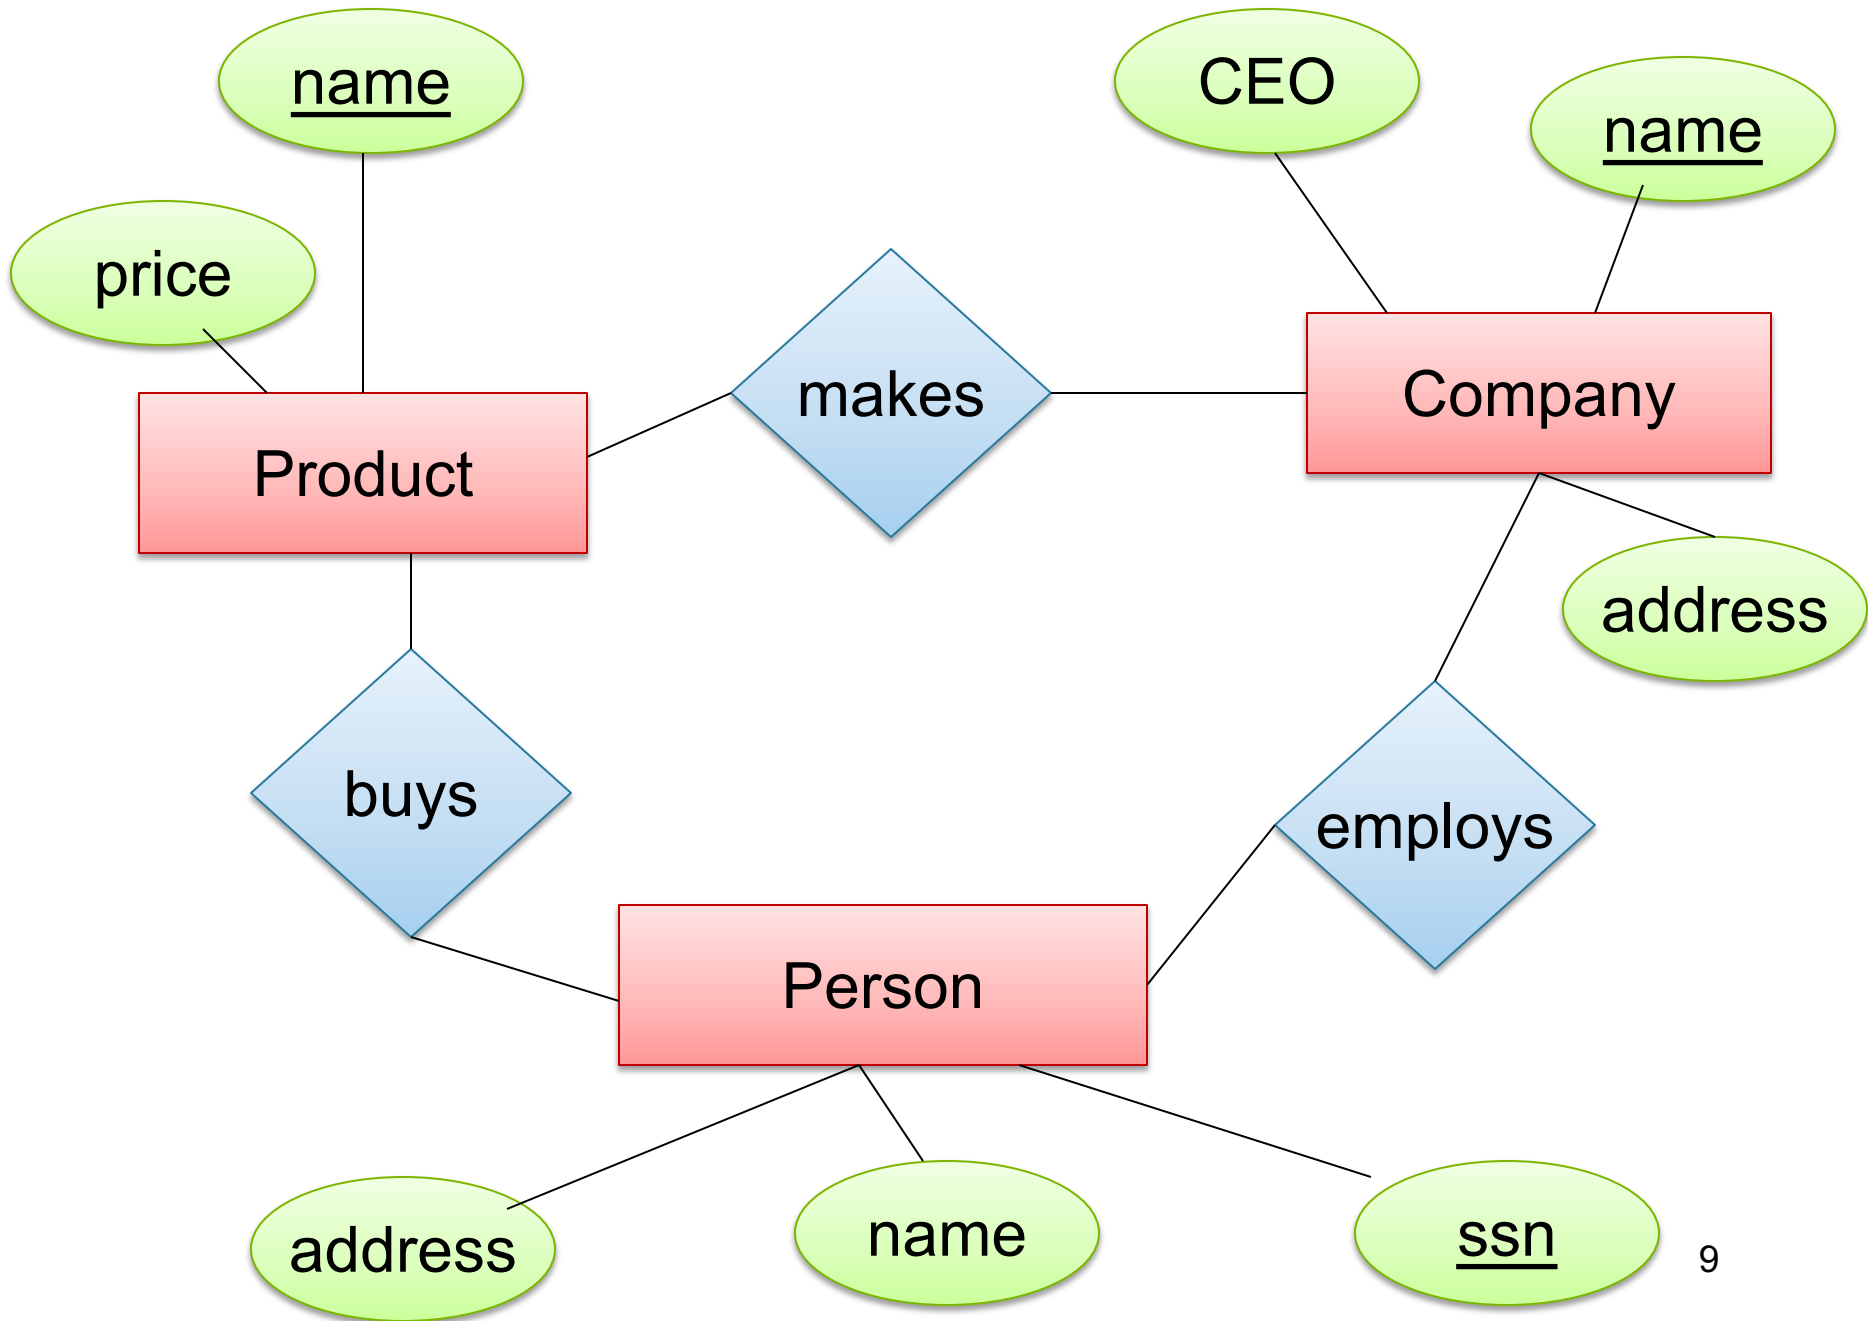 name
CEO
name
price
makes
Company
Product
address
buys
employs
Person
address
name
ssn
9